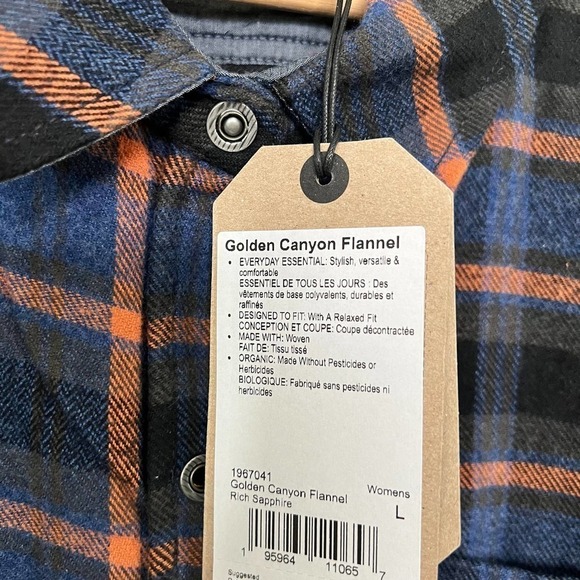 Golden Canyon Flannel
• EVERYDAY ESSENTIAL: Stylish, versatile &
comfortable
ESSENTIEL DE TOUS LES JOURS : Des
vêtements de base colyvalents, durables et
raffinés
• DESIGNED TO FIT: With A Relaxed Fit
CONCEPTION ET COUPE: Coupe décontractée
• MADE WITH: Woven
FAIT DE: Tissu tissé
• ORGANIC: Made Without Pesticides or
Herbicides
BIOLOGIQUE: Fabriqué sans pesticides ni
herbicides
1967041
Golden Canyon Flannel
Womens
Rich Sapphire
L
1 95964 11065 7
Suggested